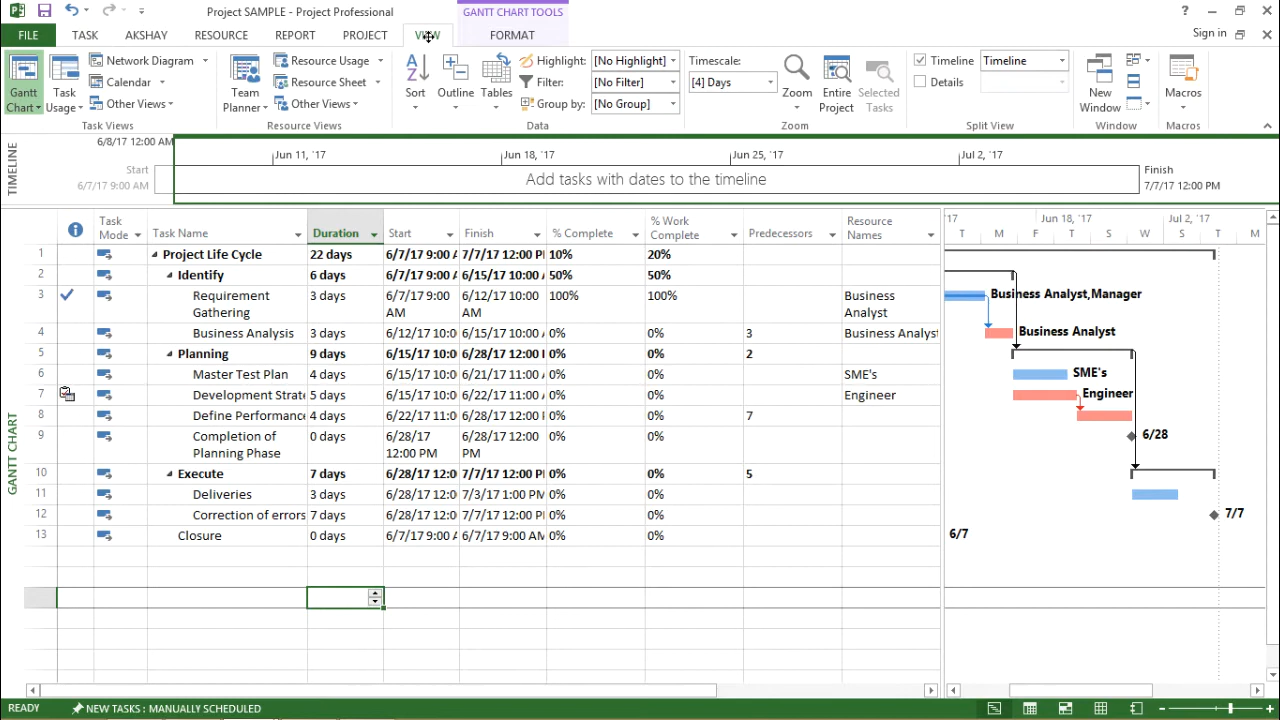 Project SAMPLE - Project Professional
GANTT CHART TOOLS
FILE TASK AKSHAY RESOURCE REPORT PROJECT VIEW FORMAT Sign in
Gantt Chart
Task Usage
Network Diagram
Calendar
Other Views
Task Views
Team Planner
Resource Usage
Resource Sheet
Other Views
Resource Views
Sort
Outline
Tables
Highlight: [No Highlight]
Filter: [No Filter]
Group by: [No Group]
Data
Timescale:
[4] Days
Zoom
Entire Project
Selected Tasks
Zoom
Timeline Timeline
Details
Split View
New Window
Window
Macros
Macros
TIMELINE
6/8/17 12:00 AM
Jun 11, '17 Jun 18, '17 Jun 25, '17 Jul 2, '17
Start
6/7/17 9:00 AM
Add tasks with dates to the timeline
Finish
7/7/17 12:00 PM
GANTT CHART
Task Mode Task Name Duration Start Finish % Complete % Work Complete Predecessors Resource Names
'17 Jun 18, '17 Jul 2, '17
T M T W S T M
1 Project Life Cycle 22 days 6/7/17 9:00 A 7/7/17 12:00 P 10% 20%
2 Identify 6 days 6/7/17 9:00 A 6/15/17 10:00 50% 50%
3 Requirement Gathering 3 days 6/7/17 9:00 AM 6/12/17 10:00 AM 100% 100% Business Analyst
Business Analyst,Manager
4 Business Analysis 3 days 6/12/17 10:0 6/15/17 10:00 A 0% 0% 3 Business Analyst
Business Analyst
5 Planning 9 days 6/15/17 10:0 6/28/17 12:00 0% 0% 2
6 Master Test Plan 4 days 6/15/17 10:0 6/21/17 11:00 A 0% 0% SME's
SME's
7 Development Strate 5 days 6/15/17 10:0 6/22/17 11:00 A 0% 0% Engineer
Engineer
8 Define Performance 4 days 6/22/17 11:0 6/28/17 12:00 P 0% 0% 7
9 Completion of Planning Phase 0 days 6/28/17 12:00 PM 6/28/17 12:00 PM 0% 0%
6/28
10 Execute 7 days 6/28/17 12:0 7/7/17 12:00 P 0% 0% 5
11 Deliveries 3 days 6/28/17 12:0 7/3/17 1:00 PM 0% 0%
12 Correction of errors 7 days 6/28/17 12:0 7/7/17 12:00 P 0% 0%
7/7
13 Closure 0 days 6/7/17 9:00 A 6/7/17 9:00 AM 0% 0%
6/7
READY NEW TASKS : MANUALLY SCHEDULED